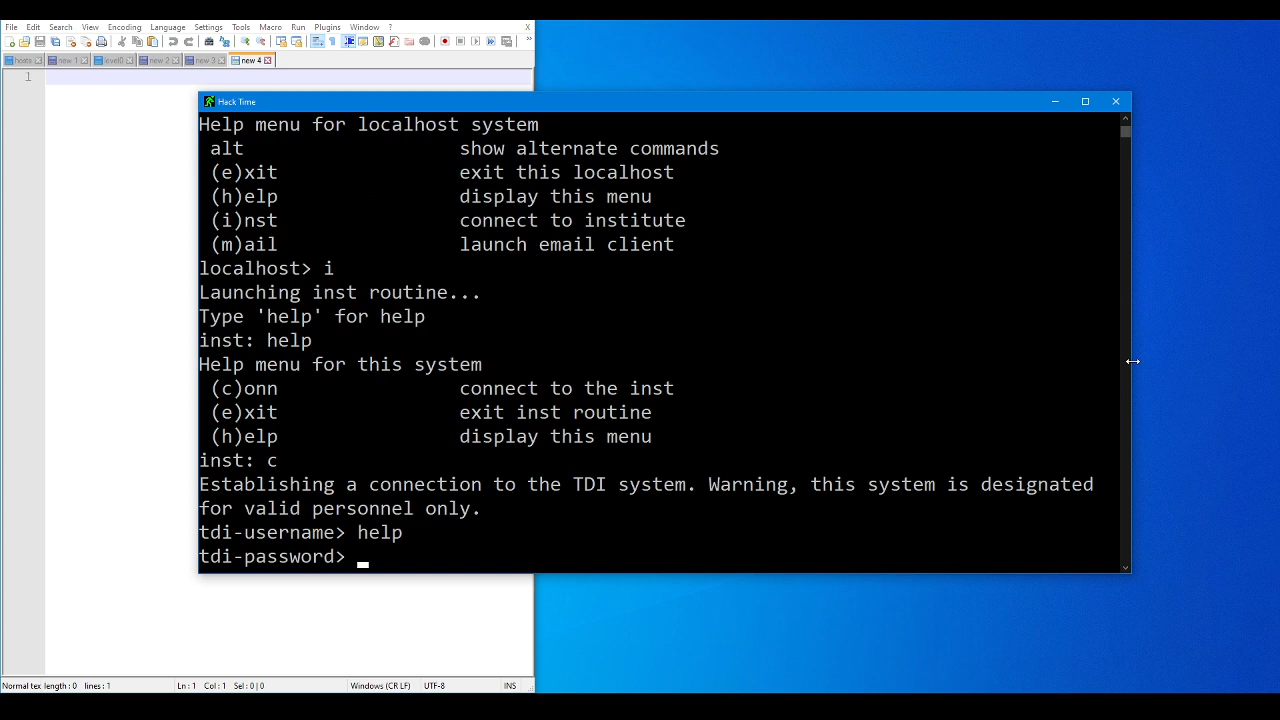 File Edit Search View Encoding Language Settings Tools Macro Run Plugins Window ? X
hosts new 1 level0 new 2 new 3 new 4
1
Hack Time
Help menu for localhost system
alt show alternate commands
(e)xit exit this localhost
(h)elp display this menu
(i)nst connect to institute
(m)ail launch email client
localhost> i
Launching inst routine...
Type 'help' for help
inst: help
Help menu for this system
(c)onn connect to the inst
(e)xit exit inst routine
(h)elp display this menu
inst: c
Establishing a connection to the TDI system. Warning, this system is designated
for valid personnel only.
tdi-username> help
tdi-password>
Normal tex length : 0 lines : 1 Ln : 1 Col : 1 Sel : 0 | 0 Windows (CR LF) UTF-8 INS